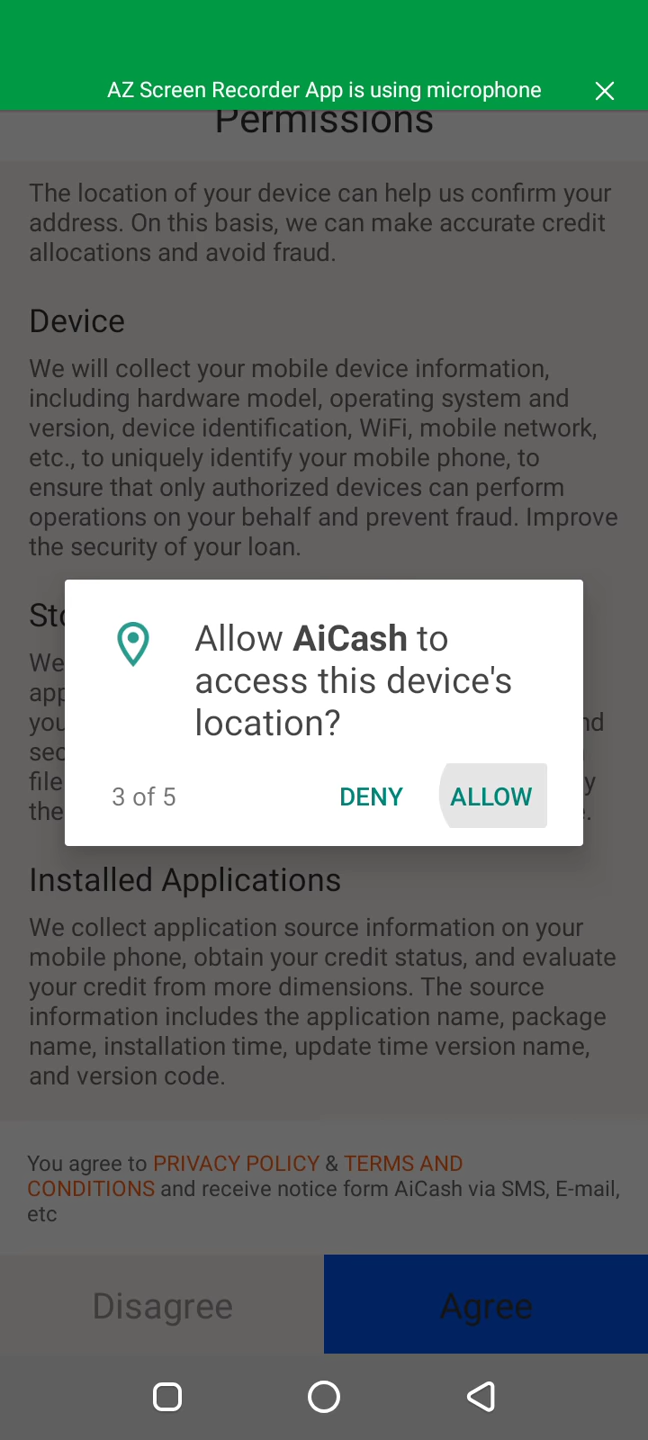 AZ Screen Recorder App is using microphone
Permissions
The location of your device can help us confirm your
address. On this basis, we can make accurate credit
allocations and avoid fraud.
Device
We will collect your mobile device information,
including hardware model, operating system and
version, device identification, WiFi, mobile network,
etc., to uniquely identify your mobile phone, to
ensure that only authorized devices can perform
operations on your behalf and prevent fraud. Improve
the security of your loan.
We
Allow AiCash to
access this device's
location?
3 of 5 DENY ALLOW
Installed Applications
We collect application source information on your
mobile phone, obtain your credit status, and evaluate
your credit from more dimensions. The source
information includes the application name, package
name, installation time, update time version name,
and version code.
You agree to PRIVACY POLICY & TERMS AND
CONDITIONS and receive notice form AiCash via SMS, E-mail,
etc
Disagree Agree